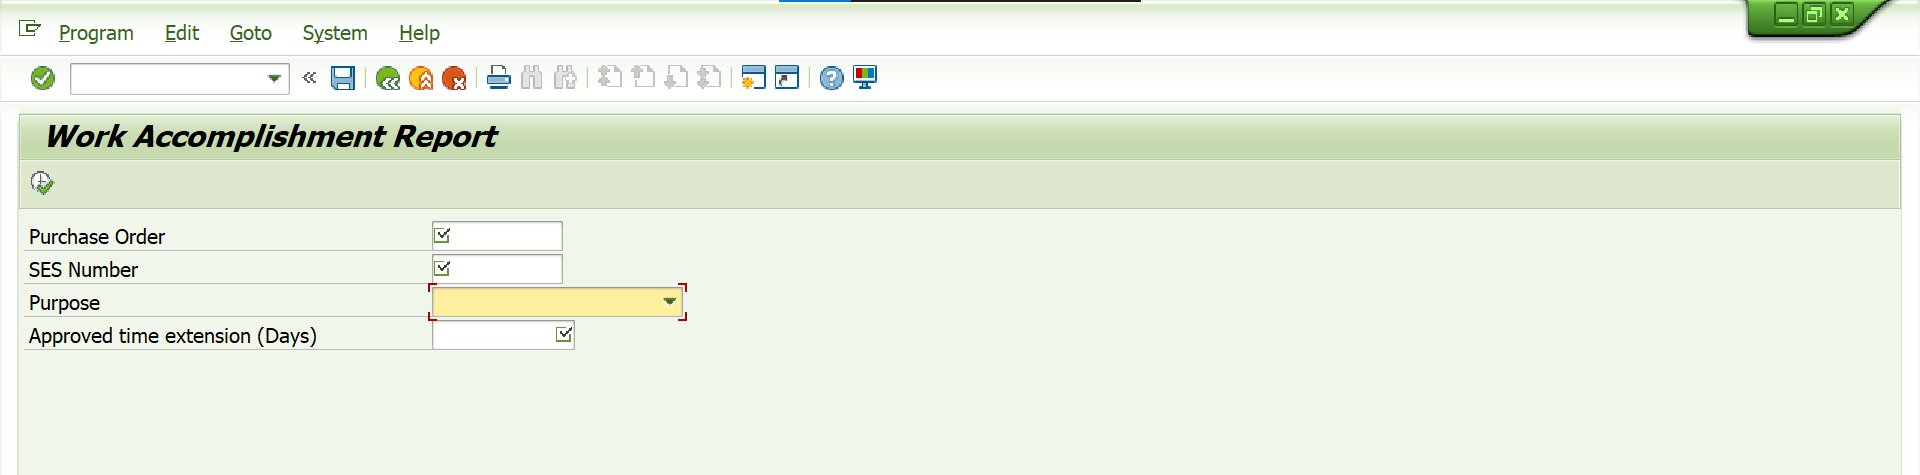 Program Edit Goto System Help
Work Accomplishment Report
Purchase Order
SES Number
Purpose
Approved time extension (Days)